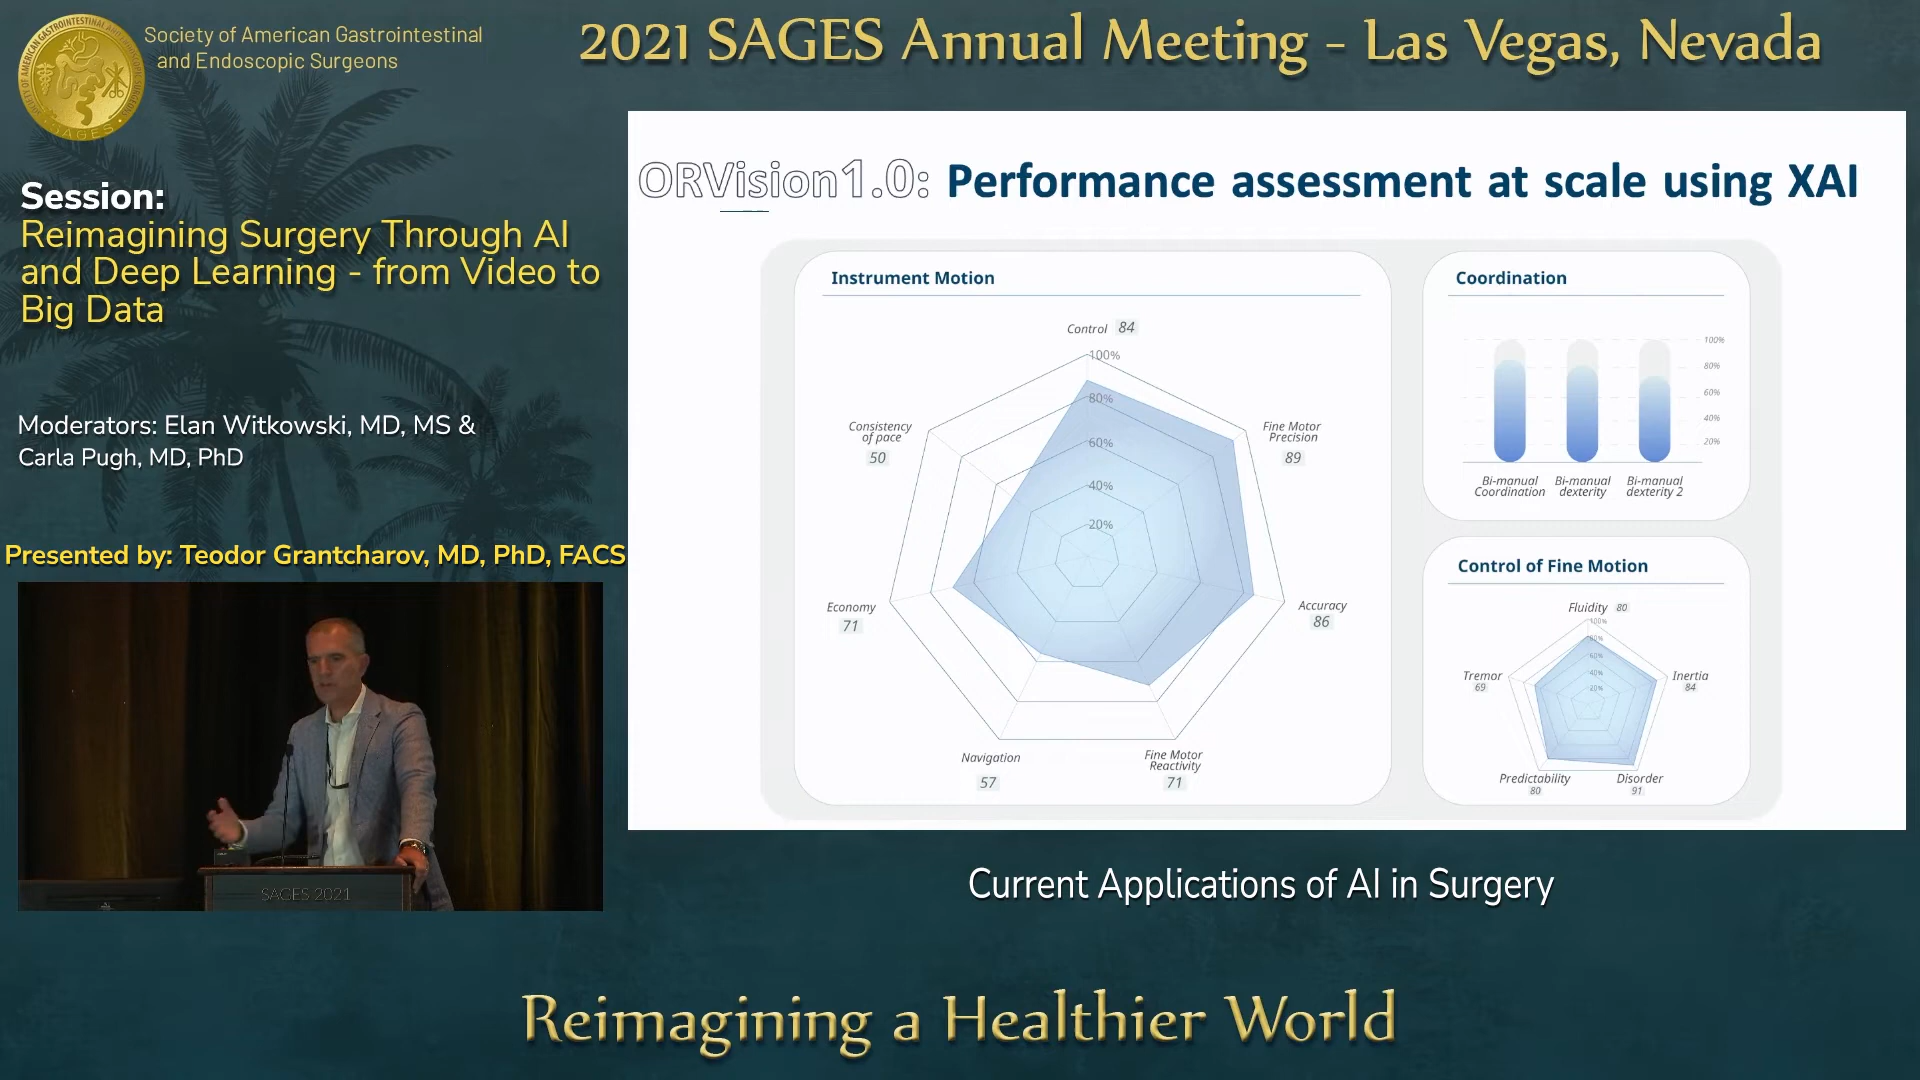 Society of American Gastrointestinal
and Endoscopic Surgeons
2021 SAGES Annual Meeting - Las Vegas, Nevada
SAGES
Session:
Reimagining Surgery Through AI
and Deep Learning - from Video to
Big Data
Moderators: Elan Witkowski, MD, MS &
Carla Pugh, MD, PhD
Presented by: Teodor Grantcharov, MD, PhD, FACS
SAGES 2021
ORVision1.0: Performance assessment at scale using XAI
Instrument Motion
Control 84
100%
80%
60%
40%
20%
Fine Motor
Precision
89
Accuracy
86
Fine Motor
Reactivity
71
Navigation
57
Economy
71
Consistency
of pace
50
Coordination
100%
80%
60%
40%
20%
Bi-manual
Coordination
Bi-manual
dexterity
Bi-manual
dexterity 2
Control of Fine Motion
Fluidity 80
100%
80%
60%
40%
20%
Inertia
84
Disorder
91
Predictability
80
Tremor
69
Current Applications of AI in Surgery
Reimagining a Healthier World